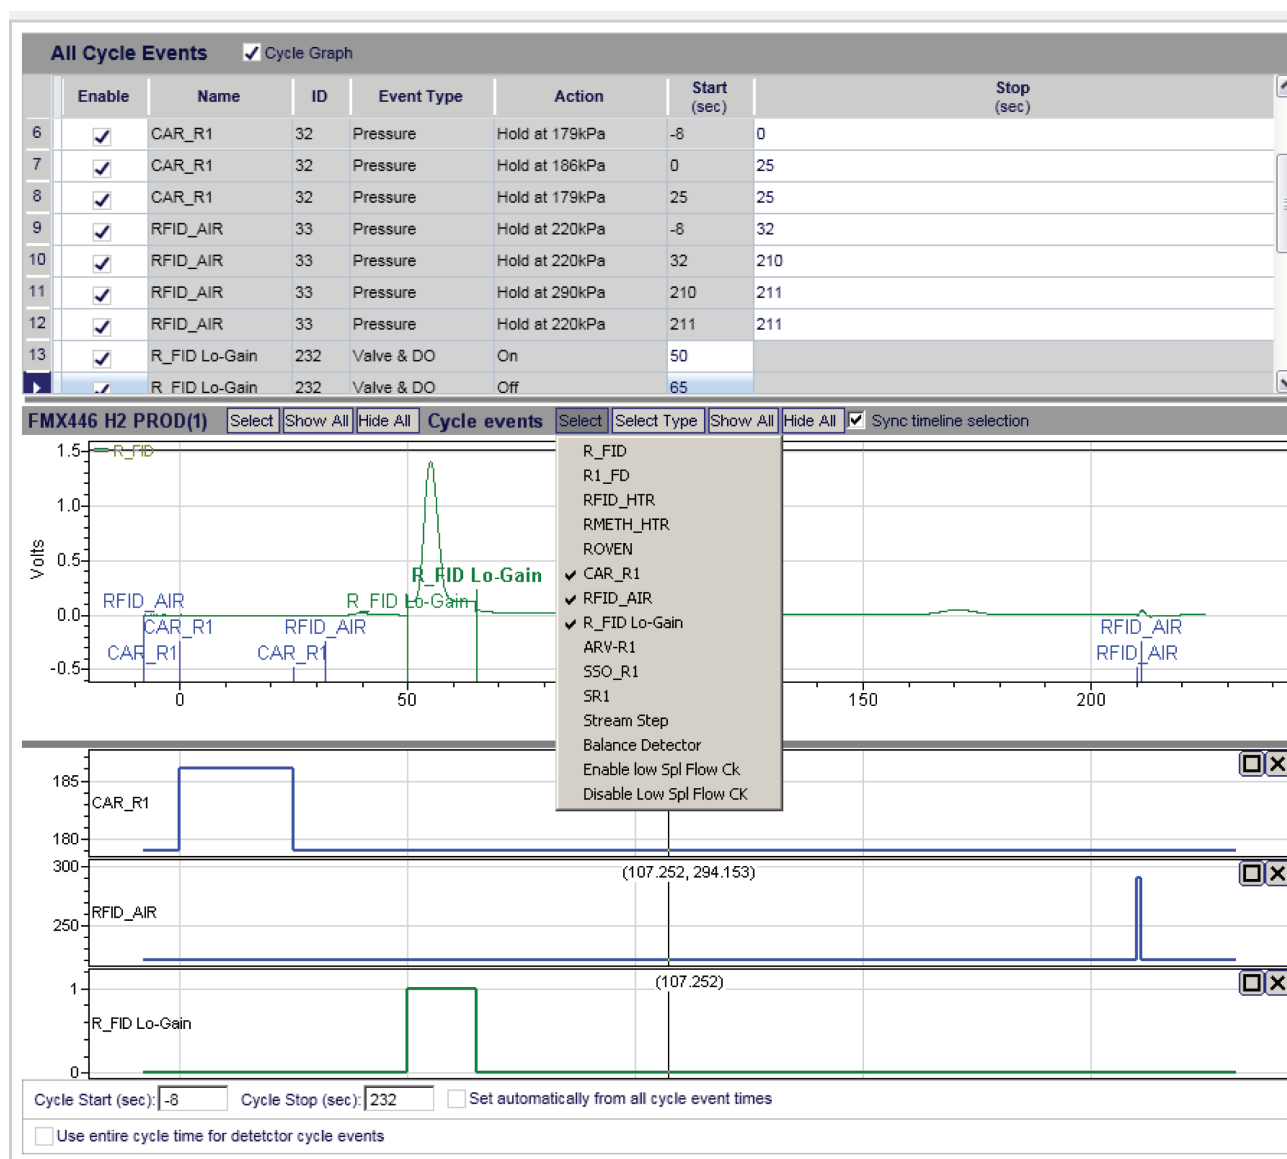 All Cycle Events Cycle Graph
Enable Name ID Event Type Action Start (sec) Stop (sec)
6 CAR_R1 32 Pressure Hold at 179kPa -8 0
7 CAR_R1 32 Pressure Hold at 186kPa 0 25
8 CAR_R1 32 Pressure Hold at 179kPa 25 25
9 RFID_AIR 33 Pressure Hold at 220kPa -8 32
10 RFID_AIR 33 Pressure Hold at 220kPa 32 210
11 RFID_AIR 33 Pressure Hold at 290kPa 210 211
12 RFID_AIR 33 Pressure Hold at 220kPa 211 211
13 R_FID Lo-Gain 232 Valve & DO On 50
R_FID Lo-Gain 232 Valve & DO Off 65
FMX446 H2 PROD(1) Select Show All Hide All Cycle events Select Select Type Show All Hide All Sync timeline selection
R_FID
R1_FD
RFID_HTR
RMETH_HTR
ROVEN
CAR_R1
RFID_AIR
R_FID Lo-Gain
ARV-R1
SSO_R1
SR1
Stream Step
Balance Detector
Enable low Spl Flow Ck
Disable Low Spl Flow CK
Volts
1.5
1.0
0.5
0.0
-0.5
R_FID
R_FID Lo-Gain
RFID_AIR R_FID Lo-Gain
CAR_R1 RFID_AIR RFID_AIR
CAR_R1 CAR_R1 RFID_AIR
0 50 150 200
185
CAR_R1
180
300
(107.252, 294.153)
RFID_AIR
250
(107.252)
1
R_FID Lo-Gain
0
Cycle Start (sec): -8 Cycle Stop (sec): 232 Set automatically from all cycle event times
Use entire cycle time for detetctor cycle events